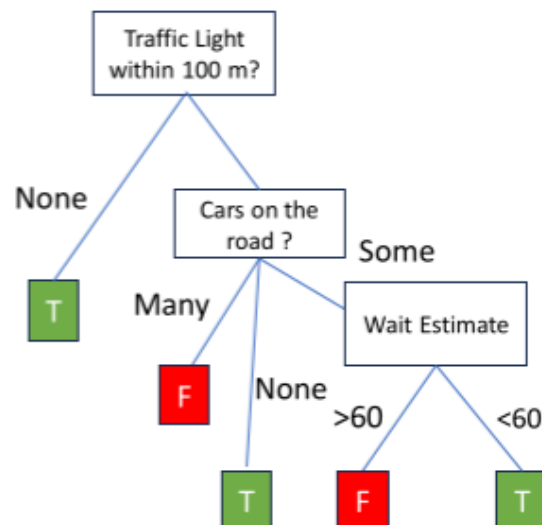 Traffic Light
within 100 m?
None
Cars on the
road ?
Some
T
Many
Wait Estimate
F
None
>60
<60
T
F
T